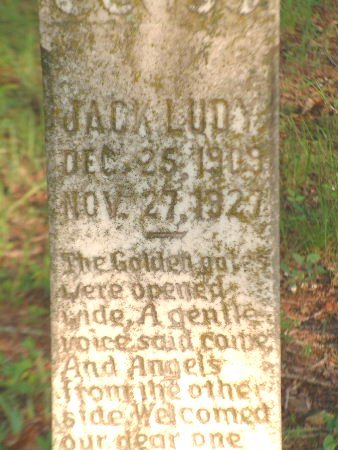 JACK LUDY
DEC. 25, 1909
NOV. 27, 1927
The Golden gates
were opened
wide, A gentle
voice said come
And Angels
from the other
side Welcomed
our dear one